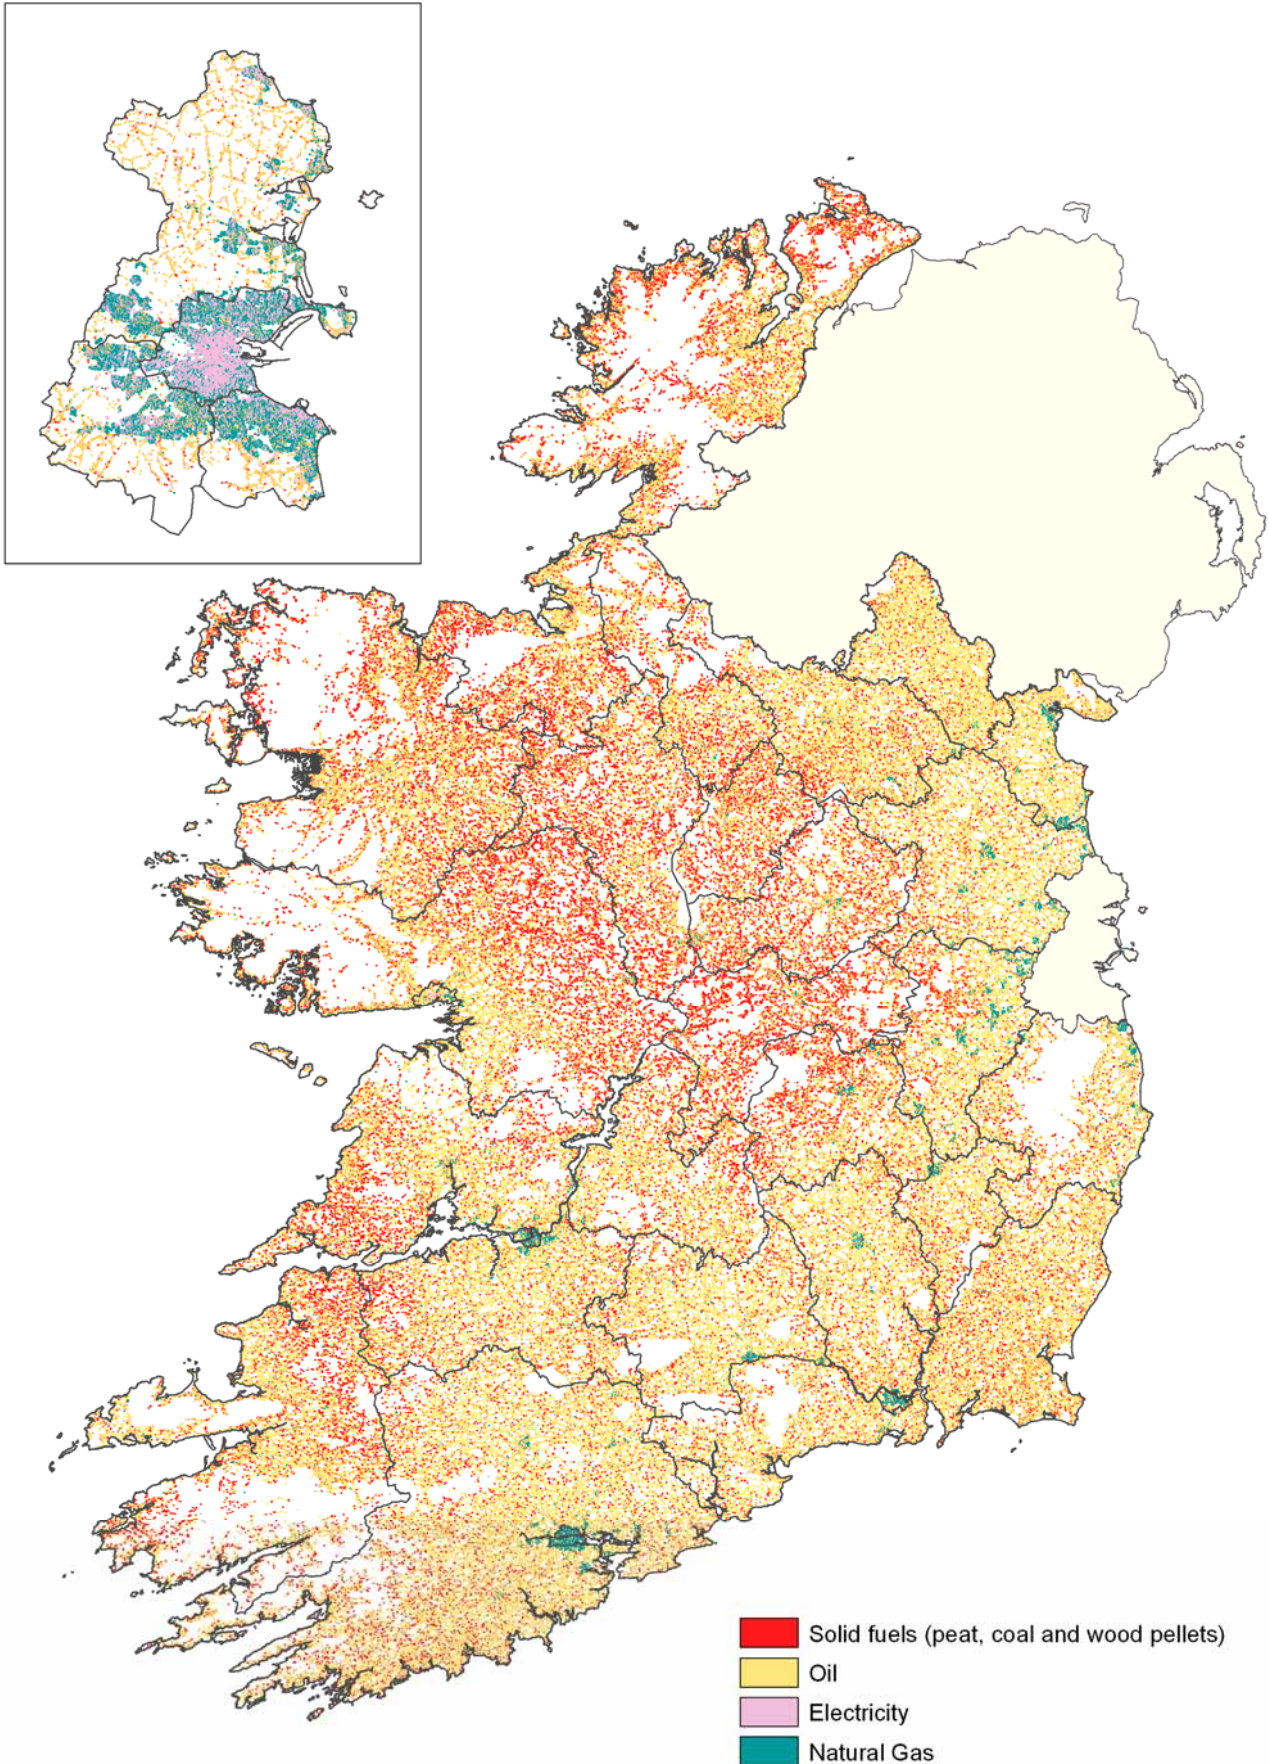 Solid fuels (peat, coal and wood pellets)
Oil
Electricity
Natural Gas